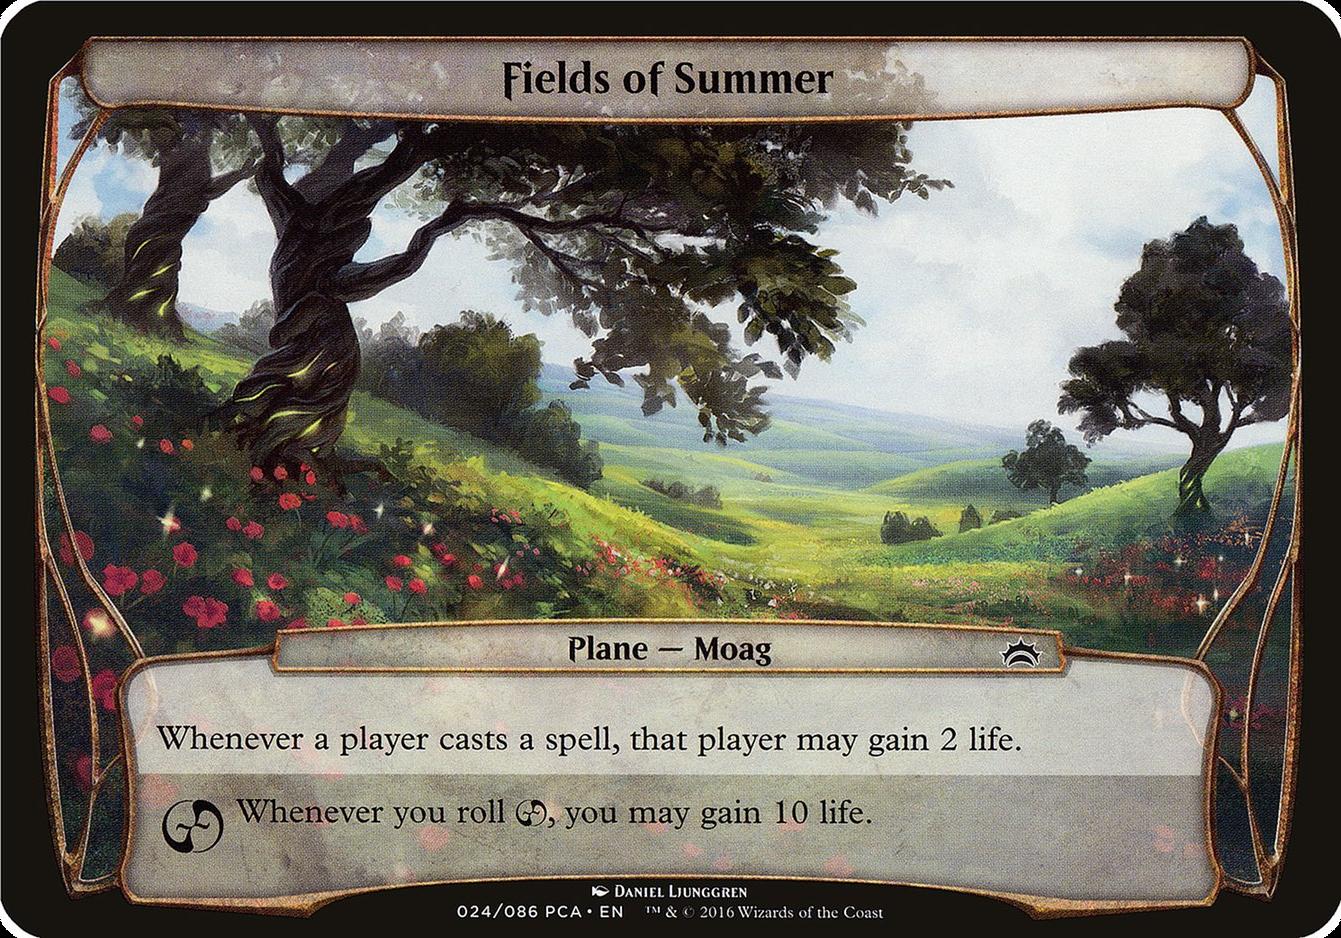 Fields of Summer
Plane — Moag
Whenever a player casts a spell, that player may gain 2 life.
Whenever you roll , you may gain 10 life.
Daniel Ljunggren
024/086 PCA • EN ™ & © 2016 Wizards of the Coast